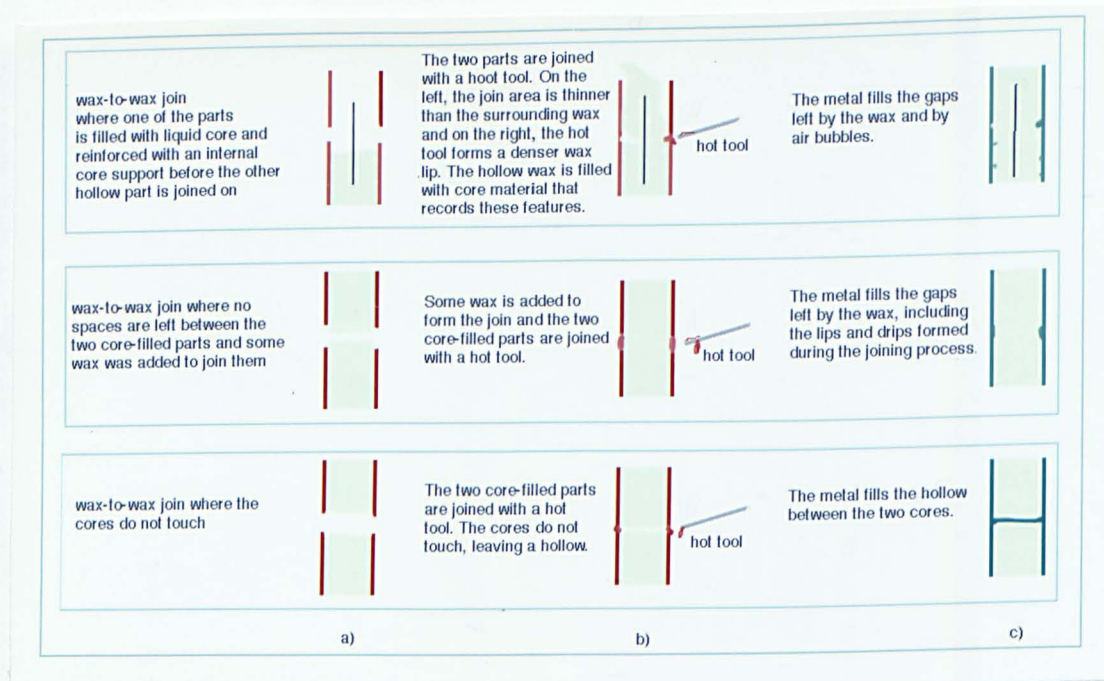 wax-to-wax join
where one of the parts
is filled with liquid core and
reinforced with an internal
core support before the other
hollow part is joined on
The two parts are joined
with a hoot tool. On the
left, the join area is thinner
than the surrounding wax
and on the right, the hot
tool forms a denser wax
lip. The hollow wax is filled
with core material that
records these features.
hot tool
The metal fills the gaps
left by the wax and by
air bubbles.
wax-to-wax join where no
spaces are left between the
two core-filled parts and some
wax was added to join them
Some wax is added to
form the join and the two
core-filled parts are joined
with a hot tool.
hot tool
The metal fills the gaps
left by the wax, including
the lips and drips formed
during the joining process.
wax-to-wax join where the
cores do not touch
The two core-filled parts
are joined with a hot
tool. The cores do not
touch, leaving a hollow.
hot tool
The metal fills the hollow
between the two cores.
a)
b)
c)